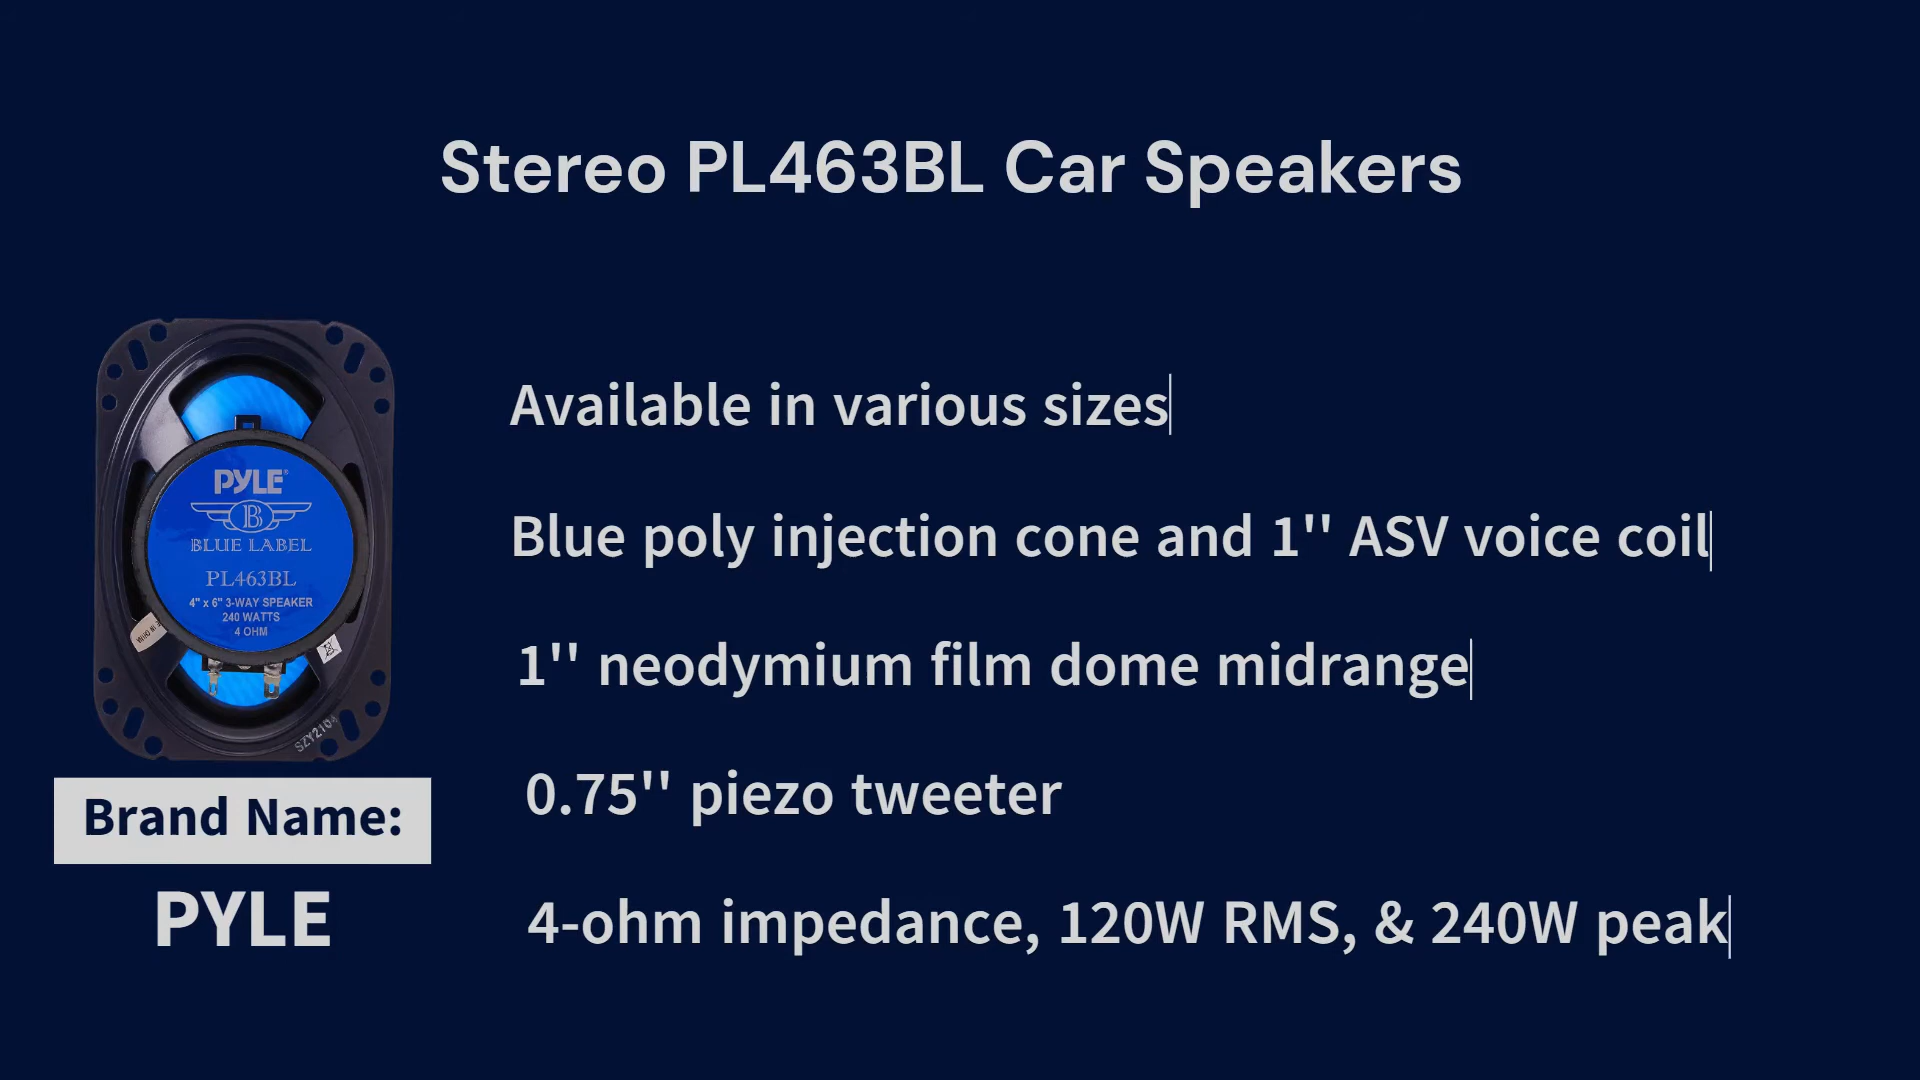 Stereo PL463BL Car Speakers
Available in various sizes
Blue poly injection cone and 1'' ASV voice coil
1'' neodymium film dome midrange
0.75'' piezo tweeter
4-ohm impedance, 120W RMS, & 240W peak
PYLE®
B
BLUE LABEL
PL463BL
4" x 6" 3-WAY SPEAKER
240 WATTS
4 OHM
SZY210
Brand Name:
PYLE